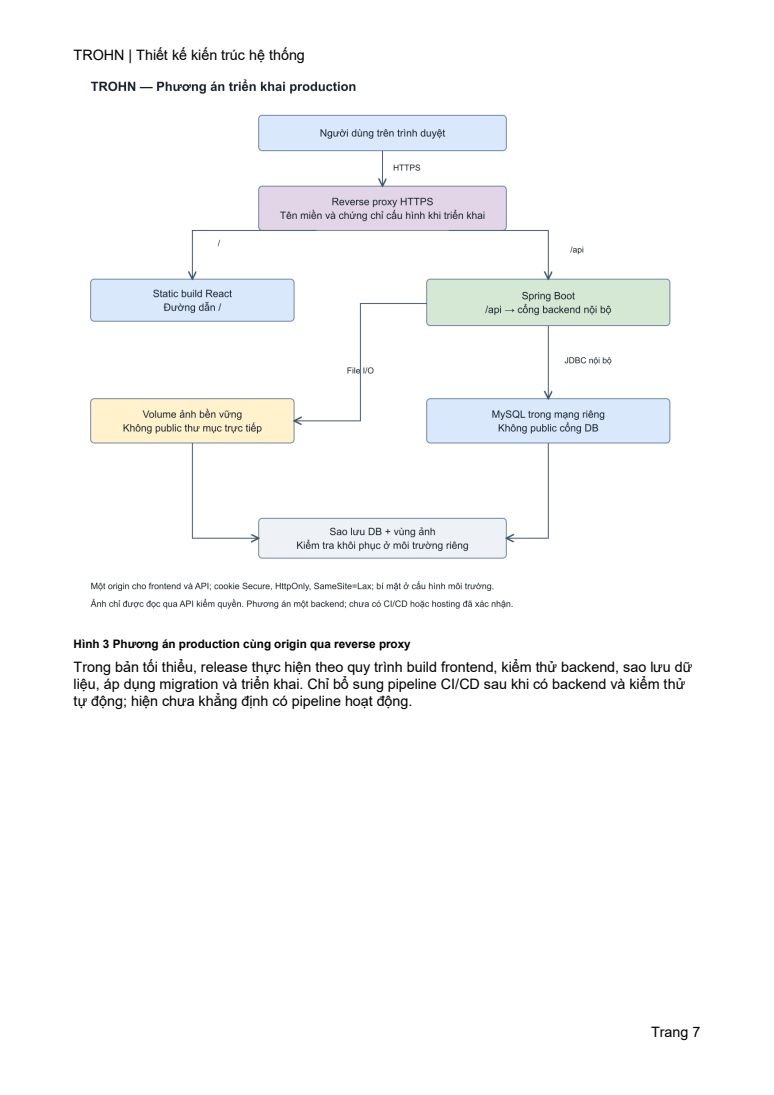 TROHN | Thiết kế kiến trúc hệ thống
TROHN — Phương án triển khai production
Người dùng trên trình duyệt
HTTPS
Reverse proxy HTTPS
Tên miền và chứng chỉ cấu hình khi triển khai
/
/api
Static build React
Đường dẫn /
Spring Boot
/api → cổng backend nội bộ
File I/O
JDBC nội bộ
Volume ảnh bền vững
Không public thư mục trực tiếp
MySQL trong mạng riêng
Không public cổng DB
Sao lưu DB + vùng ảnh
Kiểm tra khôi phục ở môi trường riêng
Một origin cho frontend và API; cookie Secure, HttpOnly, SameSite=Lax; bí mật ở cấu hình môi trường.
Ảnh chỉ được đọc qua API kiểm quyền. Phương án một backend; chưa có CI/CD hoặc hosting đã xác nhận.
Hình 3 Phương án production cùng origin qua reverse proxy
Trong bản tối thiểu, release thực hiện theo quy trình build frontend, kiểm thử backend, sao lưu dữ
liệu, áp dụng migration và triển khai. Chỉ bổ sung pipeline CI/CD sau khi có backend và kiểm thử
tự động; hiện chưa khẳng định có pipeline hoạt động.
Trang 7